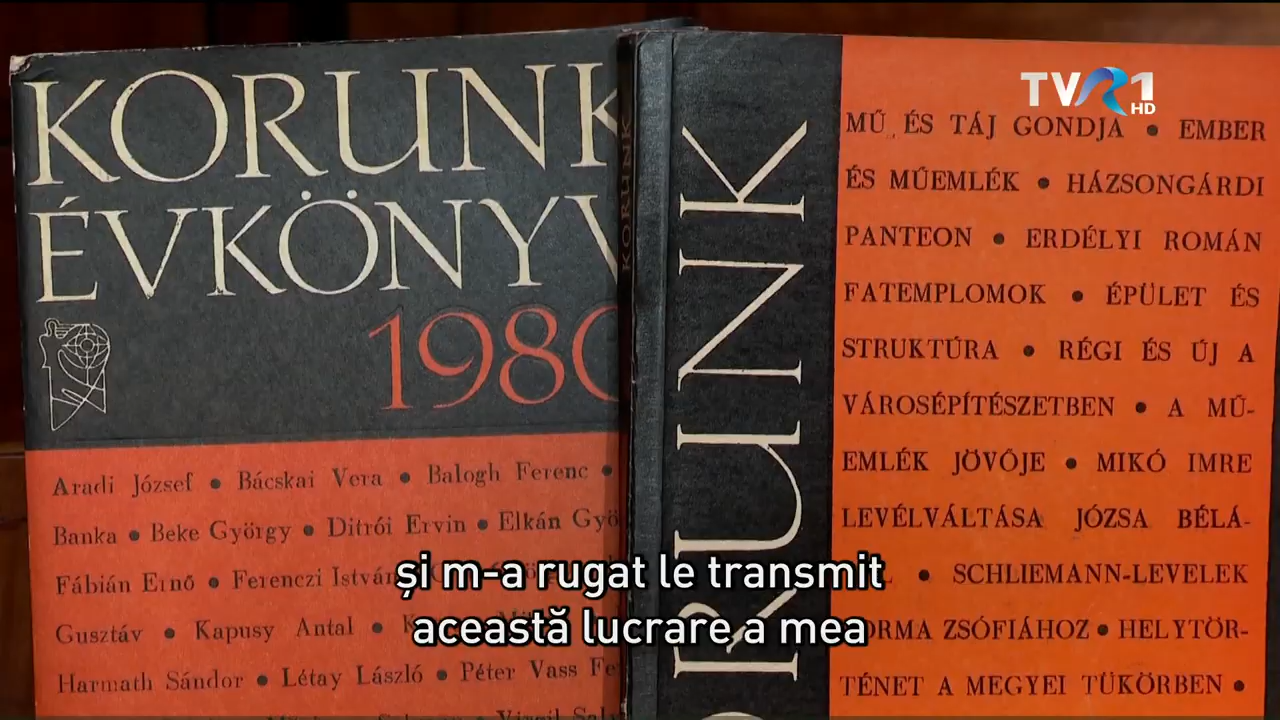 KORUNK
ÉVKÖNYV
1980
Aradi József • Bácskai Vera • Balogh Ferenc •
Banka • Beke György • Ditrói Ervin • Elkán
Fábián Ernő • Ferenczi István
Gusztáv • Kapusy Antal •
Harmath Sándor • Létay László • Péter Vass
KORUNK
RUNK
MŰ ÉS TÁJ GONDJA • EMBER
ÉS MŰEMLÉK • HÁZSONGÁRDI
PANTEON • ERDÉLYI ROMÁN
FATEMPLOMOK • ÉPÜLET ÉS
STRUKTÚRA • RÉGI ÉS ÚJ A
VÁROSÉPÍTÉSZETBEN • A MŰ-
EMLÉK JÖVŐJE • MIKÓ IMRE
LEVÉLVÁLTÁSA JÓZSA BÉLÁ-
• SCHLIEMANN-LEVELEK
ZSÓFIÁHOZ • HELYTÖR-
TÉNET A MEGYEI TÜKÖRBEN •
TVR1 HD
și m-a rugat le transmit
această lucrare a mea